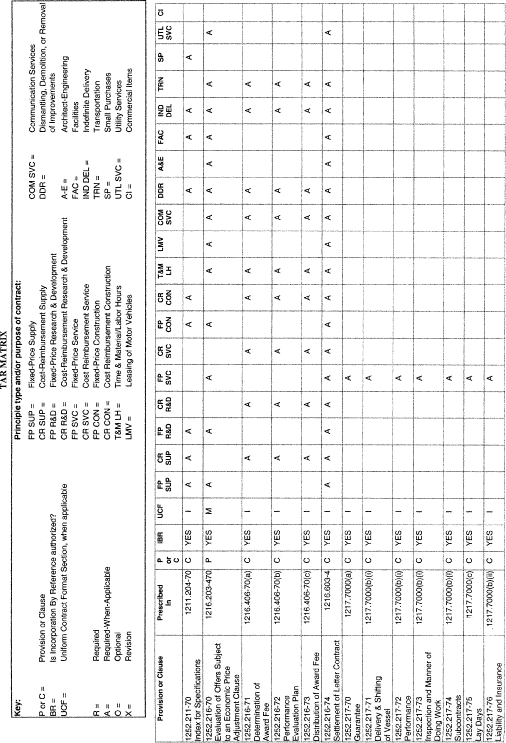 TAR MATRIX
Key:
P or C = Provision or Clause
IBR = Is Incorporation By Reference authorized?
UCF = Uniform Contract Format Section, when applicable
R = Required
A = Required-When-Applicable
O = Optional
X = Revision
Principle type and/or purpose of contract:
FP SUP = Fixed-Price Supply
CR SUP = Cost-Reimbursement Supply
FP R&D = Fixed-Price Research & Development
CR R&D = Cost-Reimbursement Research & Development
FP SVC = Fixed-Price Service
CR SVC = Cost Reimbursement Service
FP CON = Fixed-Price Construction
CR CON = Cost Reimbursement Construction
T&M LH = Time & Material/Labor Hours
LMV = Leasing of Motor Vehicles
COM SVC = Communication Services
DDR = Dismantling, Demolition, or Removal
of Improvements
A-E = Architect-Engineering
FAC = Facilities
IND DEL = Indefinite Delivery
TRN = Transportation
SP = Small Purchases
UTL SVC = Utility Services
CI = Commercial Items
Provision or Clause Prescribed In P or C IBR UCF FP SUP CR SUP FP R&D CR R&D FP SVC CR SVC FP CON CR CON T&M LH LMV COM SVC DDR A&E FAC IND DEL TRN SP UTL SVC CI
1252.211-70 1211.204-70 C YES I A A A A A A A A A
Index for Specifications
1252.216-70 1216.203-470 P YES M A A A A A A A A A A A A A
Evaluation of Offers Subject
to an Economic Price
Adjustment Clause
1252.216-71 1216.406-70(a) C YES I A A A A A A A A A
Determination of
Award Fee
1252.216-72 1216.406-70(b) C YES I A A A A A A A A A
Performance
Evaluation Plan
1252.216-73 1216.406-70(c) C YES I A A A A A A A A A
Distribution of Award Fee
1252.216-74 1216.603-4 C YES I A A A A A A A A A A A A A A A A
Settlement of Letter Contract
1252.217-70 1217.7000(a) C YES I A
Guarantee
1252.217-71 1217.7000(b)(i) C YES I A
Delivery & Shifting
of Vessel
1252.217-72 1217.7000(b)(i) C YES I A
Performance
1252.217-73 1217.7000(b)(i) C YES I A
Inspection and Manner of
Doing Work
1252.217-74 1217.7000(b)(i) C YES I A
Subcontracts
1252.217-75 1217.7000(c) C YES I A
Lay Days
1252.217-76 1217.7000(b)(ii) C YES I A
Liability and Insurance